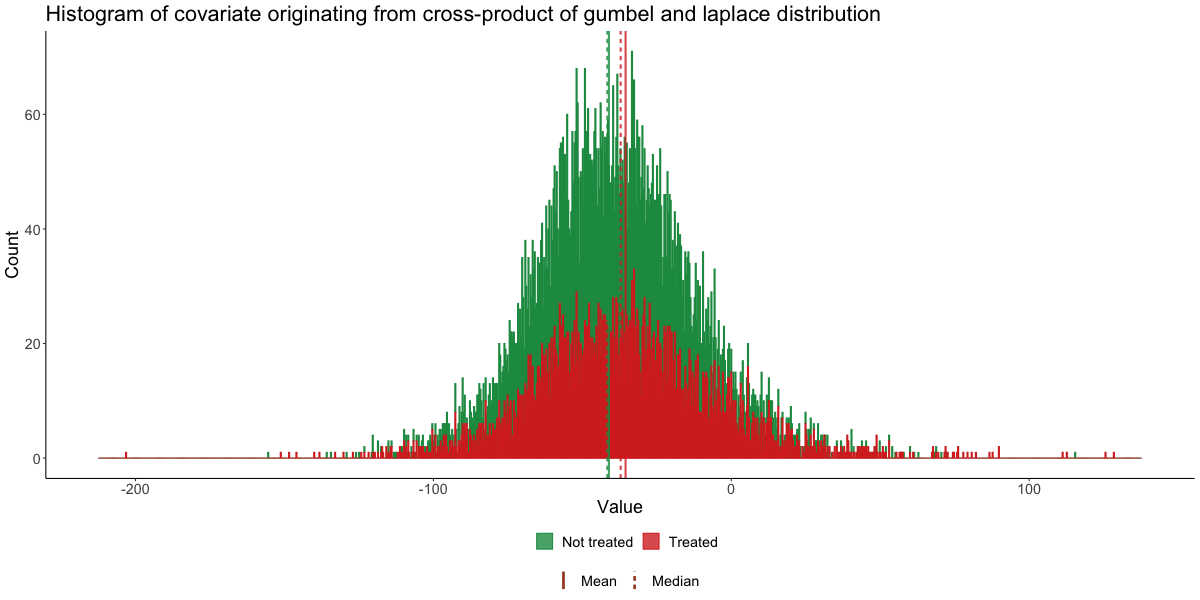 Histogram of covariate originating from cross-product of gumbel and laplace distribution
Count
60
40
20
0
-200 -100 0 100
Value
Not treated Treated
Mean Median